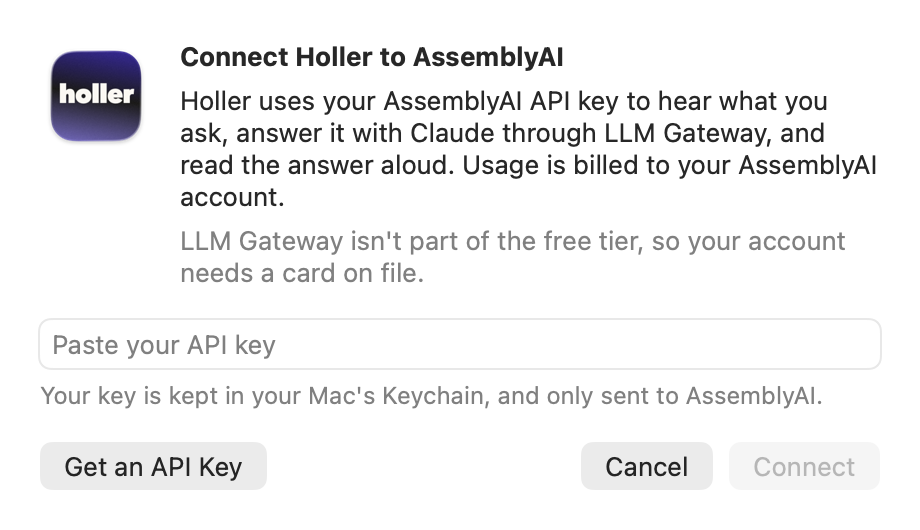 holler
Connect Holler to AssemblyAI
Holler uses your AssemblyAI API key to hear what you
ask, answer it with Claude through LLM Gateway, and
read the answer aloud. Usage is billed to your AssemblyAI
account.
LLM Gateway isn't part of the free tier, so your account
needs a card on file.
Paste your API key
Your key is kept in your Mac's Keychain, and only sent to AssemblyAI.
Get an API Key
Cancel
Connect